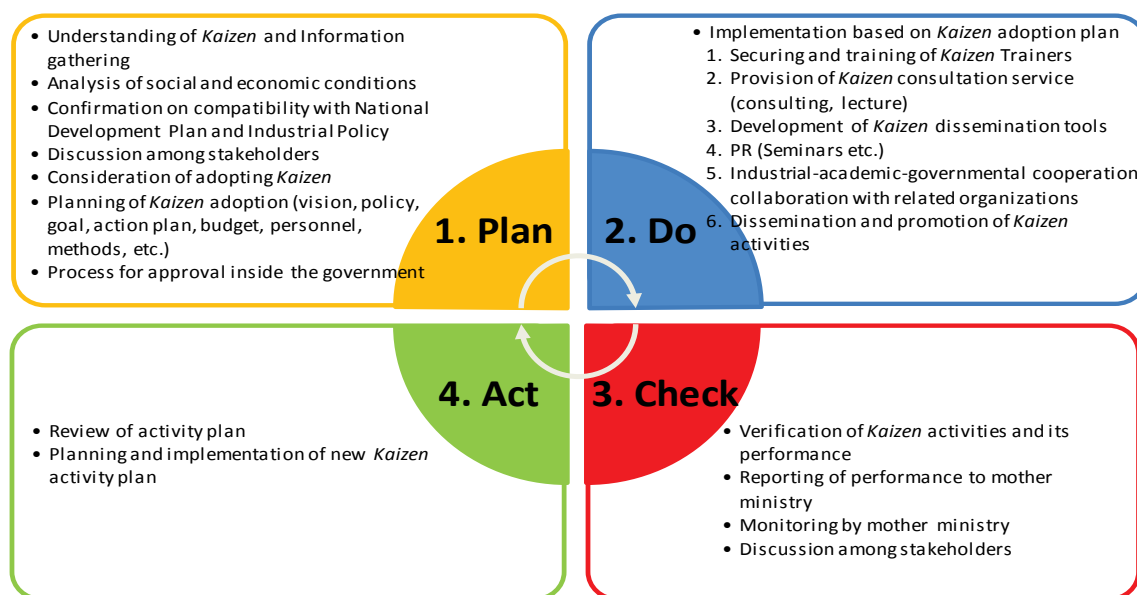 • Understanding of Kaizen and Information
gathering
• Analysis of social and economic conditions
• Confirmation on compatibility with National
Development Plan and Industrial Policy
• Discussion among stakeholders
• Consideration of adopting Kaizen
• Planning of Kaizen adoption (vision, policy,
goal, action plan, budget, personnel,
methods, etc.)
• Process for approval inside the government
1. Plan
• Implementation based on Kaizen adoption plan
1. Securing and training of Kaizen Trainers
2. Provision of Kaizen consultation service
(consulting, lecture)
3. Development of Kaizen dissemination tools
4. PR (Seminars etc.)
5. Industrial-academic-governmental cooperation
collaboration with related organizations
6. Dissemination and promotion of Kaizen
activities
2. Do
4. Act
• Review of activity plan
• Planning and implementation of new Kaizen
activity plan
3. Check
• Verification of Kaizen activities and its
performance
• Reporting of performance to mother
ministry
• Monitoring by mother ministry
• Discussion among stakeholders